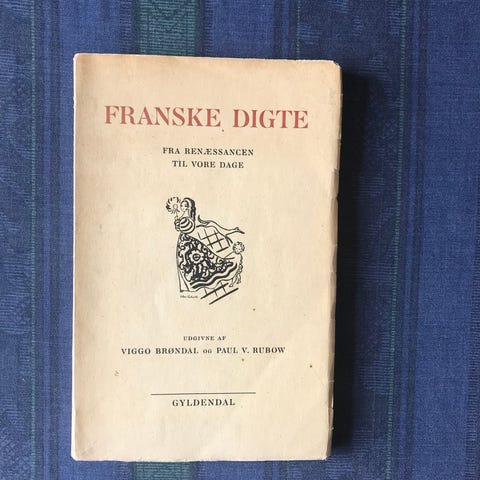 FRANSKE DIGTE
FRA RENÆSSANCEN
TIL VORE DAGE
UDGIVNE AF
VIGGO BRØNDAL OG PAUL V. RUBOW
GYLDENDAL